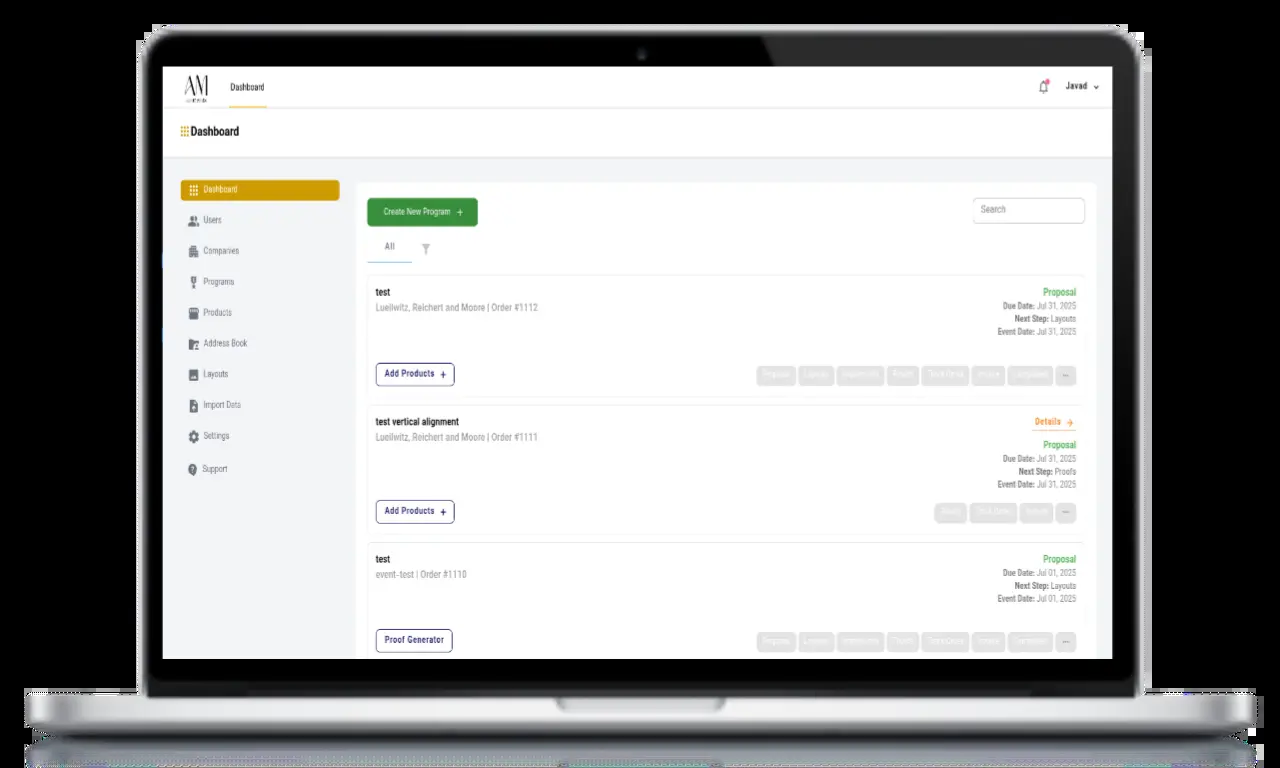 AM
Dashboard
Javad
Dashboard
Dashboard
Users
Companies
Programs
Products
Address Book
Layouts
Import Data
Settings
Support
Create New Program +
Search
All
test
Lueilwitz, Reichert and Moore | Order #1112
Proposal
Due Date: Jul 31, 2025
Next Step: Layouts
Event Date: Jul 31, 2025
Add Products +
test vertical alignment
Lueilwitz, Reichert and Moore | Order #1111
Details →
Proposal
Due Date: Jul 31, 2025
Next Step: Proofs
Event Date: Jul 31, 2025
Add Products +
test
event-test | Order #1110
Proposal
Due Date: Jul 01, 2025
Next Step: Layouts
Event Date: Jul 01, 2025
Proof Generator